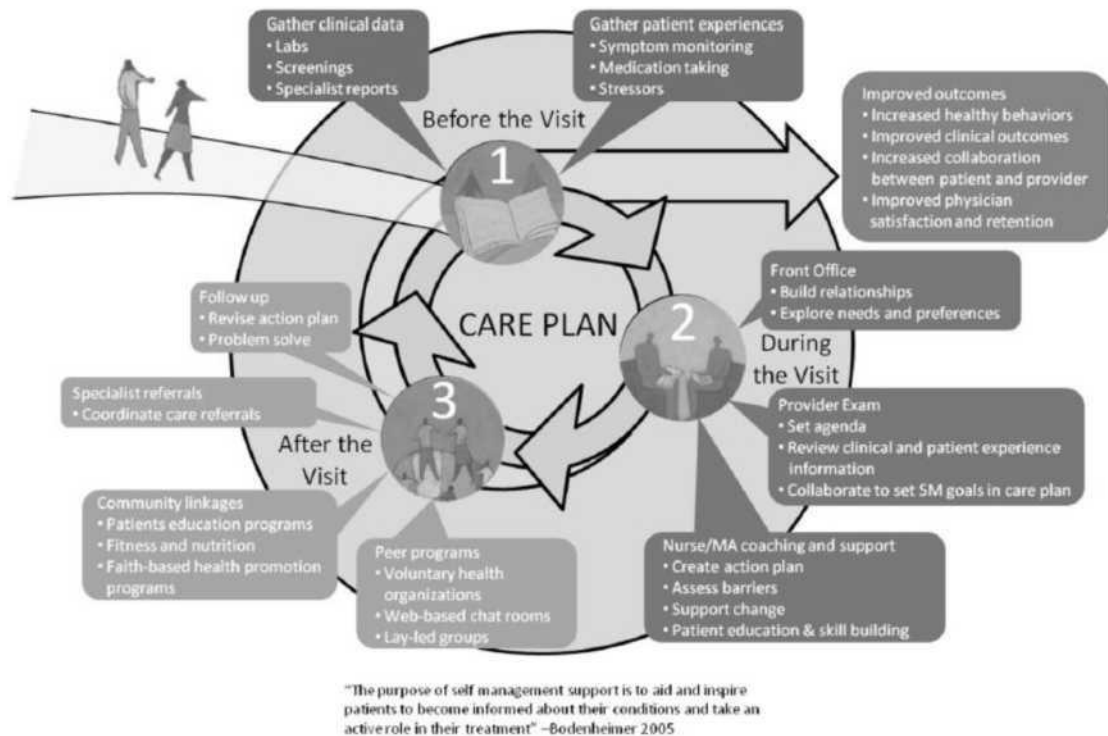 Gather clinical data
• Labs
• Screenings
• Specialist reports
Gather patient experiences
• Symptom monitoring
• Medication taking
• Stressors
Before the Visit
1
Improved outcomes
• Increased healthy behaviors
• Improved clinical outcomes
• Increased collaboration
between patient and provider
• Improved physician
satisfaction and retention
CARE PLAN
Front Office
• Build relationships
• Explore needs and preferences
2
During
the Visit
Provider Exam
• Set agenda
• Review clinical and patient experience
information
• Collaborate to set SM goals in care plan
Nurse/MA coaching and support
• Create action plan
• Assess barriers
• Support change
• Patient education & skill building
3
After the
Visit
Follow up
• Revise action plan
• Problem solve
Specialist referrals
• Coordinate care referrals
Community linkages
• Patients education programs
• Fitness and nutrition
• Faith-based health promotion
programs
Peer programs
• Voluntary health
organizations
• Web-based chat rooms
• Lay-led groups
"The purpose of self management support is to aid and inspire
patients to become informed about their conditions and take an
active role in their treatment" –Bodenheimer 2005